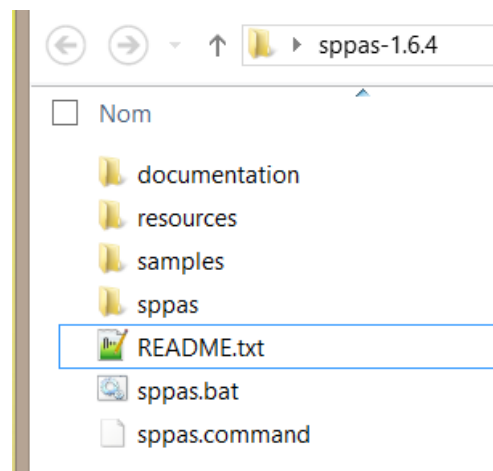 sppas-1.6.4
Nom
documentation
resources
samples
sppas
README.txt
sppas.bat
sppas.command